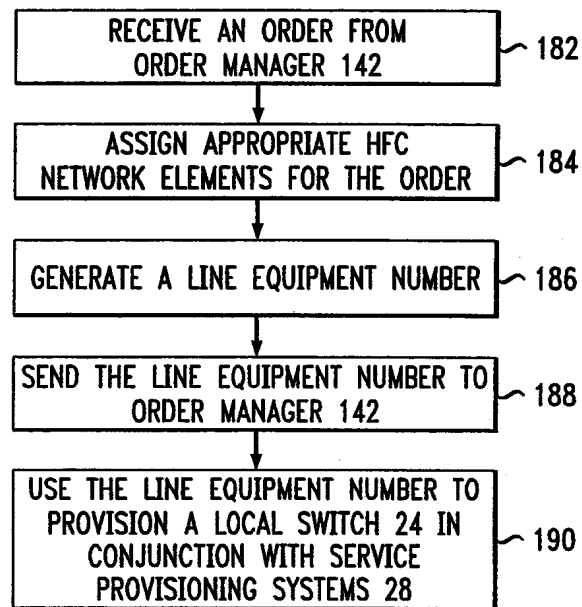 RECEIVE AN ORDER FROM
ORDER MANAGER 142
182
ASSIGN APPROPRIATE HFC
NETWORK ELEMENTS FOR THE ORDER
184
GENERATE A LINE EQUIPMENT NUMBER
186
SEND THE LINE EQUIPMENT NUMBER TO
ORDER MANAGER 142
188
USE THE LINE EQUIPMENT NUMBER TO
PROVISION A LOCAL SWITCH 24 IN
CONJUNCTION WITH SERVICE
PROVISIONING SYSTEMS 28
190